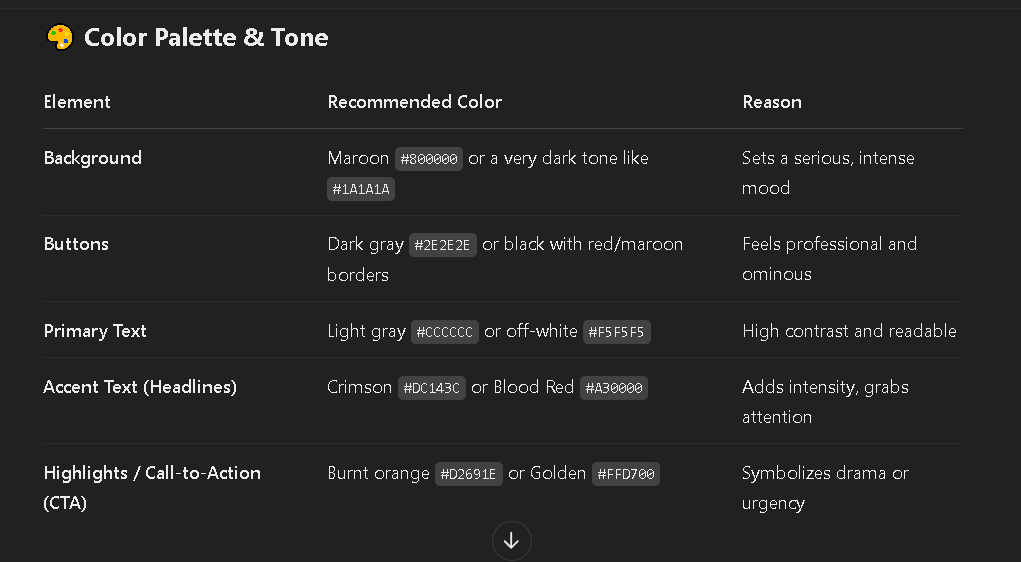 Color Palette & Tone
Element Recommended Color Reason
Background Maroon #800000 or a very dark tone like Sets a serious, intense
#1A1A1A mood
Buttons Dark gray #2E2E2E or black with red/maroon Feels professional and
borders ominous
Primary Text Light gray #CCCCCC or off-white #F5F5F5 High contrast and readable
Accent Text (Headlines) Crimson #DC143C or Blood Red #A30000 Adds intensity, grabs
attention
Highlights / Call-to-Action Burnt orange #D2691E or Golden #FFD700 Symbolizes drama or
(CTA) urgency